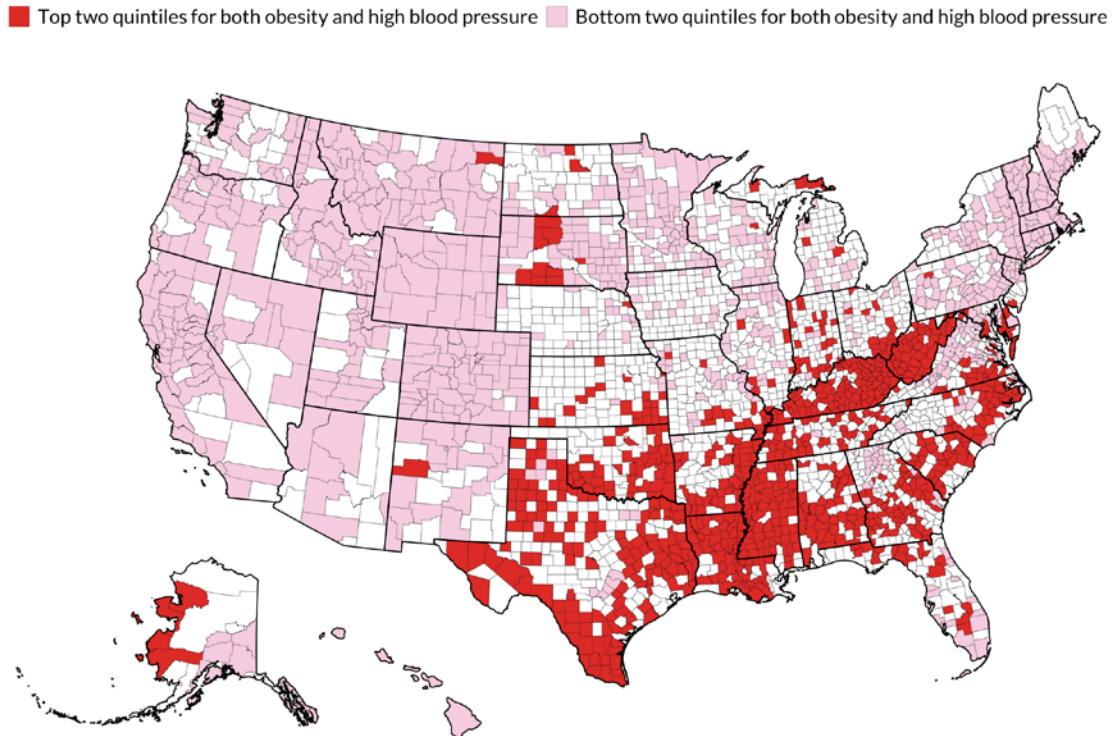 Top two quintiles for both obesity and high blood pressure Bottom two quintiles for both obesity and high blood pressure